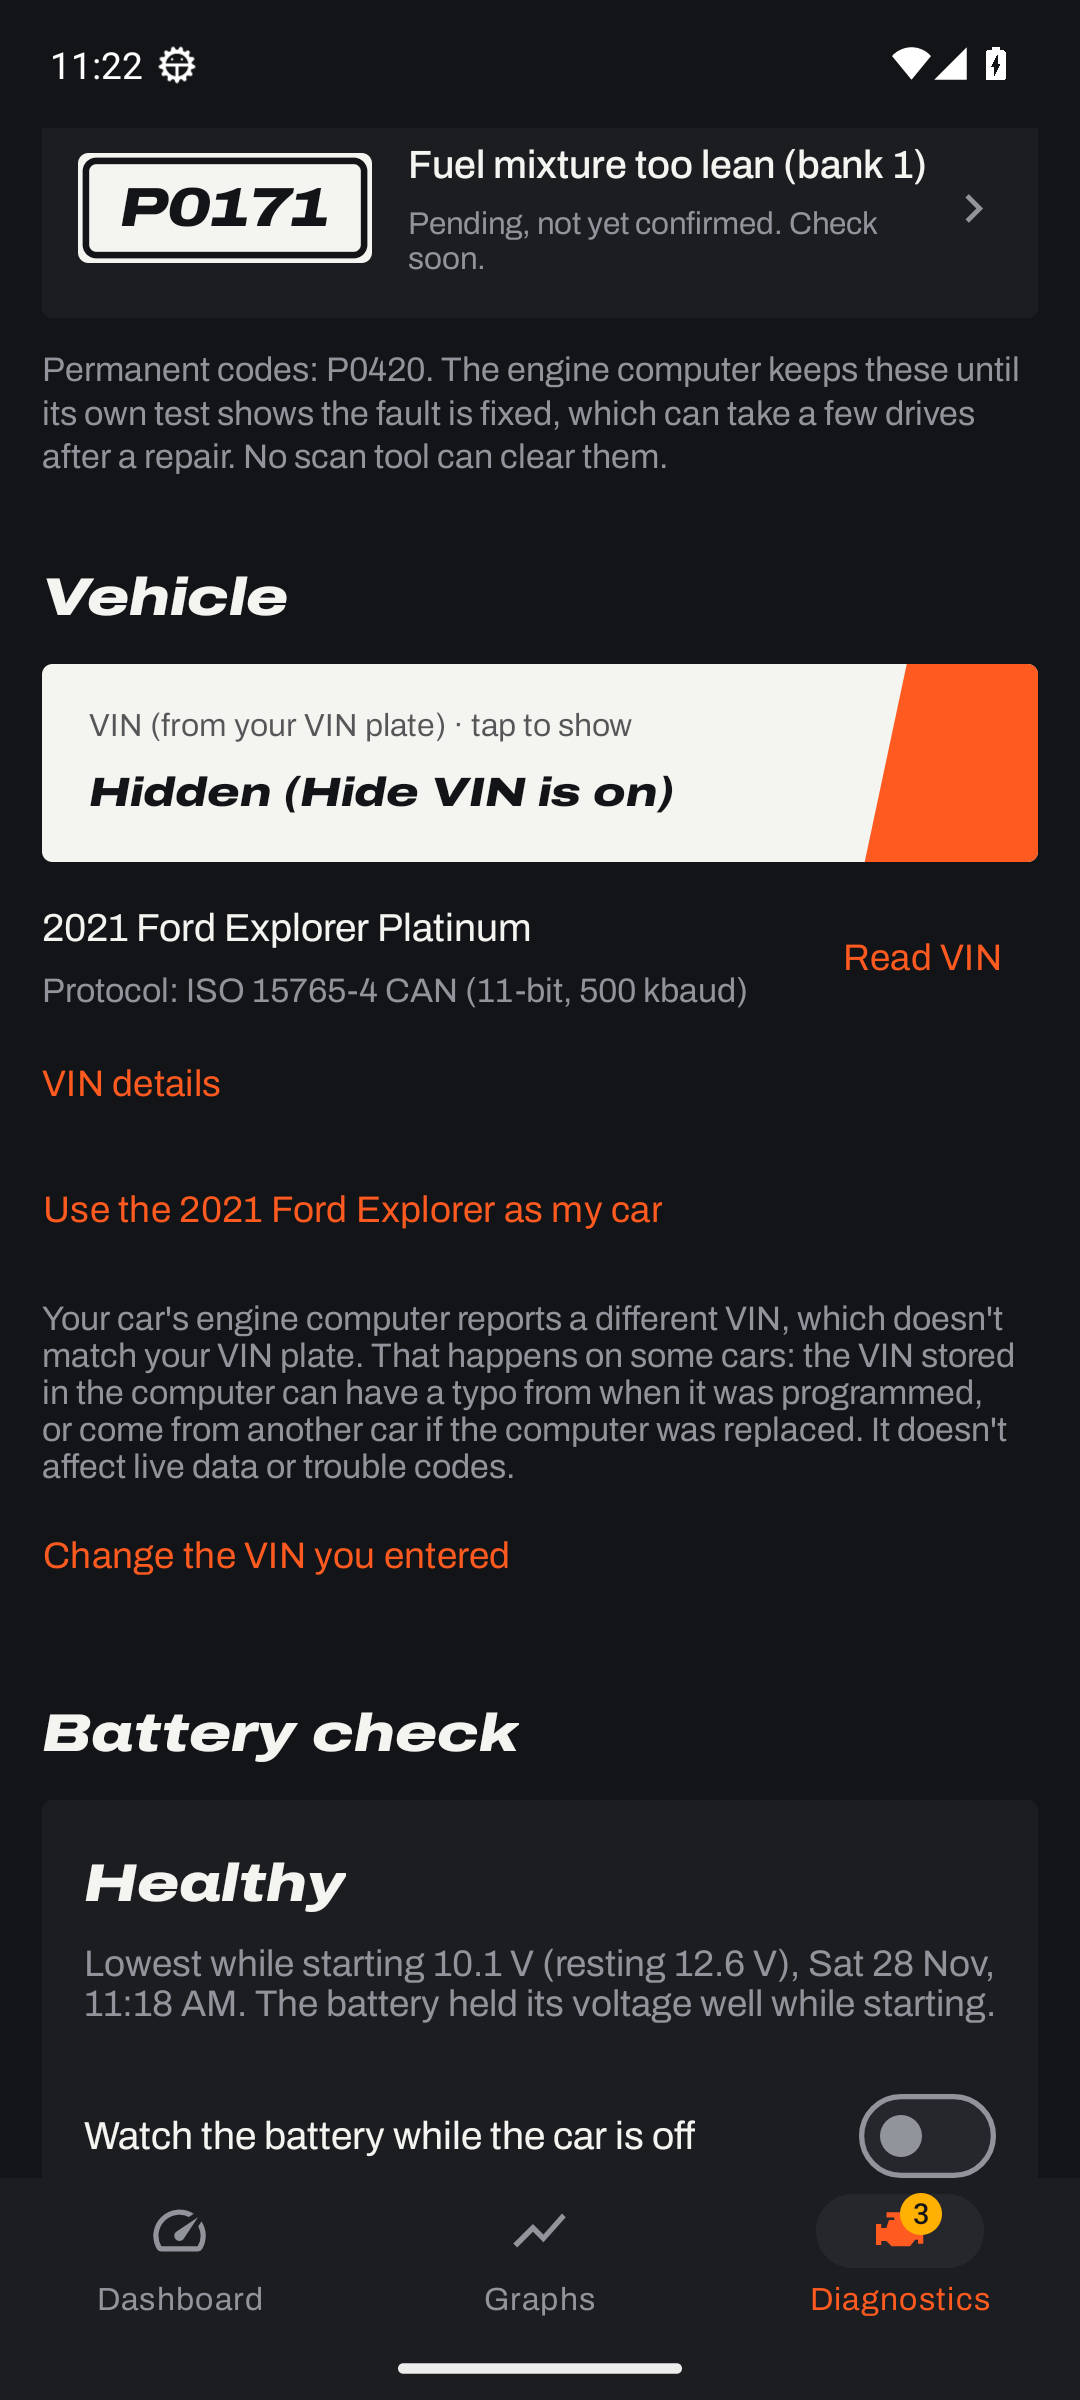 11:22
P0171
Fuel mixture too lean (bank 1)
Pending, not yet confirmed. Check
soon.
Permanent codes: P0420. The engine computer keeps these until
its own test shows the fault is fixed, which can take a few drives
after a repair. No scan tool can clear them.
Vehicle
VIN (from your VIN plate) · tap to show
Hidden (Hide VIN is on)
2021 Ford Explorer Platinum
Protocol: ISO 15765-4 CAN (11-bit, 500 kbaud)
Read VIN
VIN details
Use the 2021 Ford Explorer as my car
Your car's engine computer reports a different VIN, which doesn't
match your VIN plate. That happens on some cars: the VIN stored
in the computer can have a typo from when it was programmed,
or come from another car if the computer was replaced. It doesn't
affect live data or trouble codes.
Change the VIN you entered
Battery check
Healthy
Lowest while starting 10.1 V (resting 12.6 V), Sat 28 Nov,
11:18 AM. The battery held its voltage well while starting.
Watch the battery while the car is off
3
Dashboard
Graphs
Diagnostics